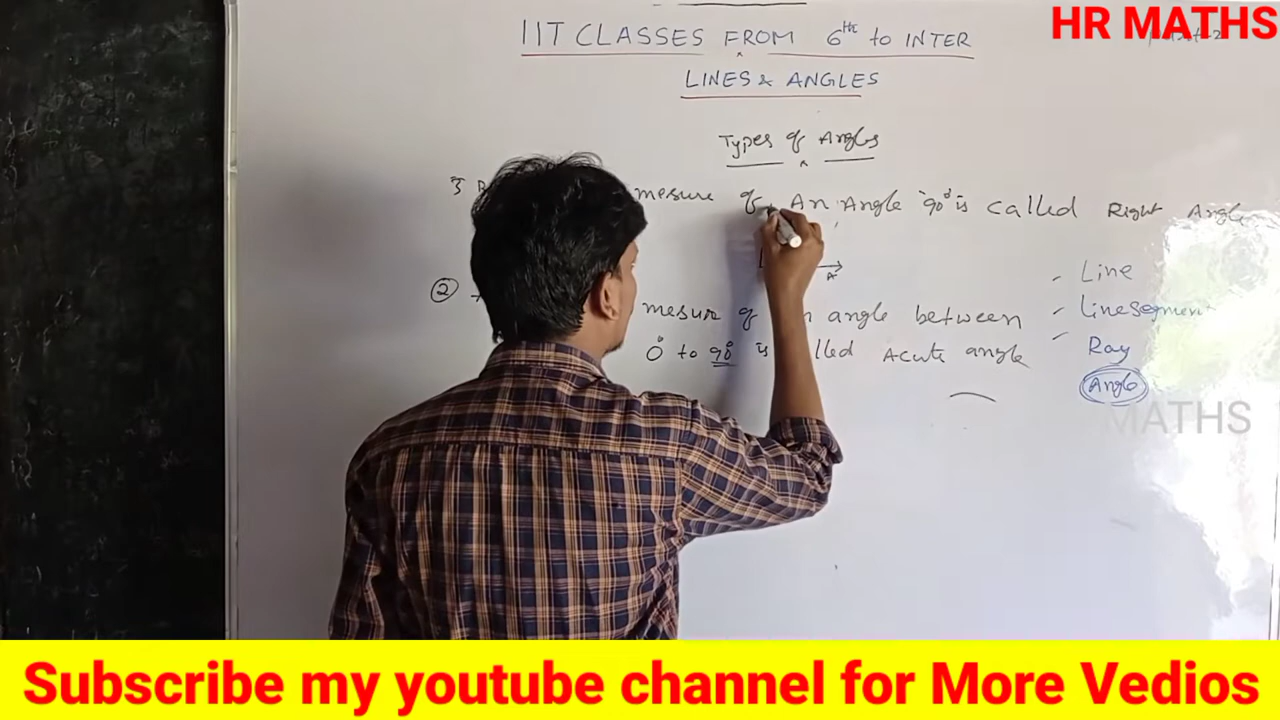 HR MATHS
IIT CLASSES FROM 6th to INTER
LINES & ANGLES
Types of Angles
mesure of An Angle 90° is called Right Angle
A
Line
②
mesure of angle between
Linesegment
0° to 90° is Acute angle
Ray
Angle
MATHS
Subscribe my youtube channel for More Vedios